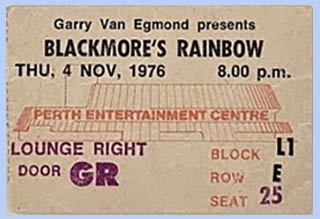 Garry Van Egmond presents
BLACKMORE'S RAINBOW
THU, 4 NOV, 1976 8.00 p.m.
PERTH ENTERTAINMENT CENTRE
LOUNGE RIGHT BLOCK L1
DOOR GR ROW E
SEAT 25